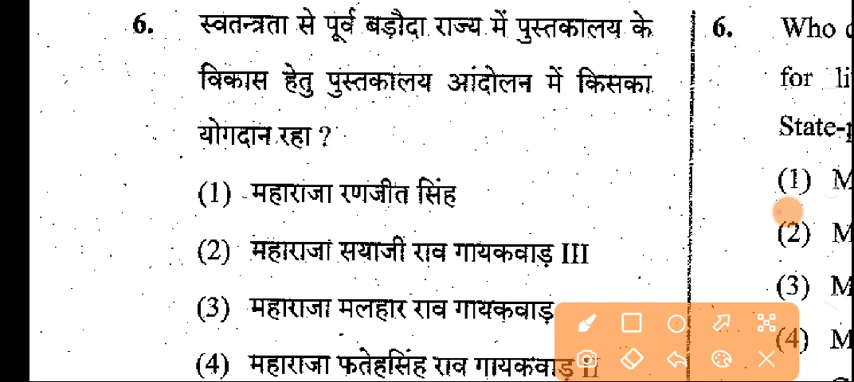 6. स्वतन्त्रता से पूर्व बड़ौदा राज्य में पुस्तकालय के
विकास हेतु पुस्तकालय आंदोलन में किसका
योगदान रहा ?
(1) महाराजा रणजीत सिंह
(2) महाराजा सयाजी राव गायकवाड़ III
(3) महाराजा मलहार राव गायकवाड़
(4) महाराजा फतेहसिंह राव गायकवाड़ II
6. Who
for li
State-
(1) M
(2) M
(3) M
(4) M